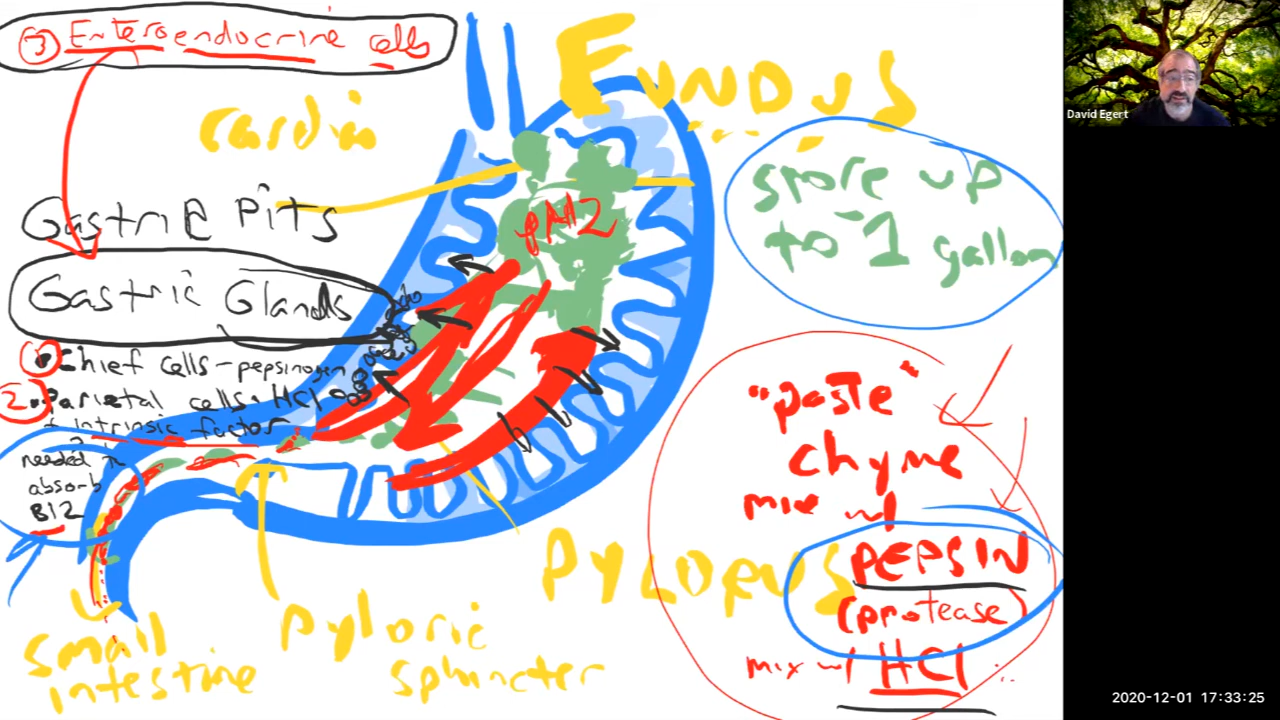 3 Enteroendocrine cells
FUNDUS
cardia
David Egert
store up
to 1 gallon
Gastric Pits
pH 2
Gastric Glands
1 Chief cells - pepsinogen
2 Parietal cells • HCl
+ intrinsic factor
needed to
absorb
B12
"paste"
chyme
mix w/
PEPSIN
(protease)
mix w/ HCl
PYLORUS
small
intestine
pyloric
sphincter
2020-12-01 17:33:25